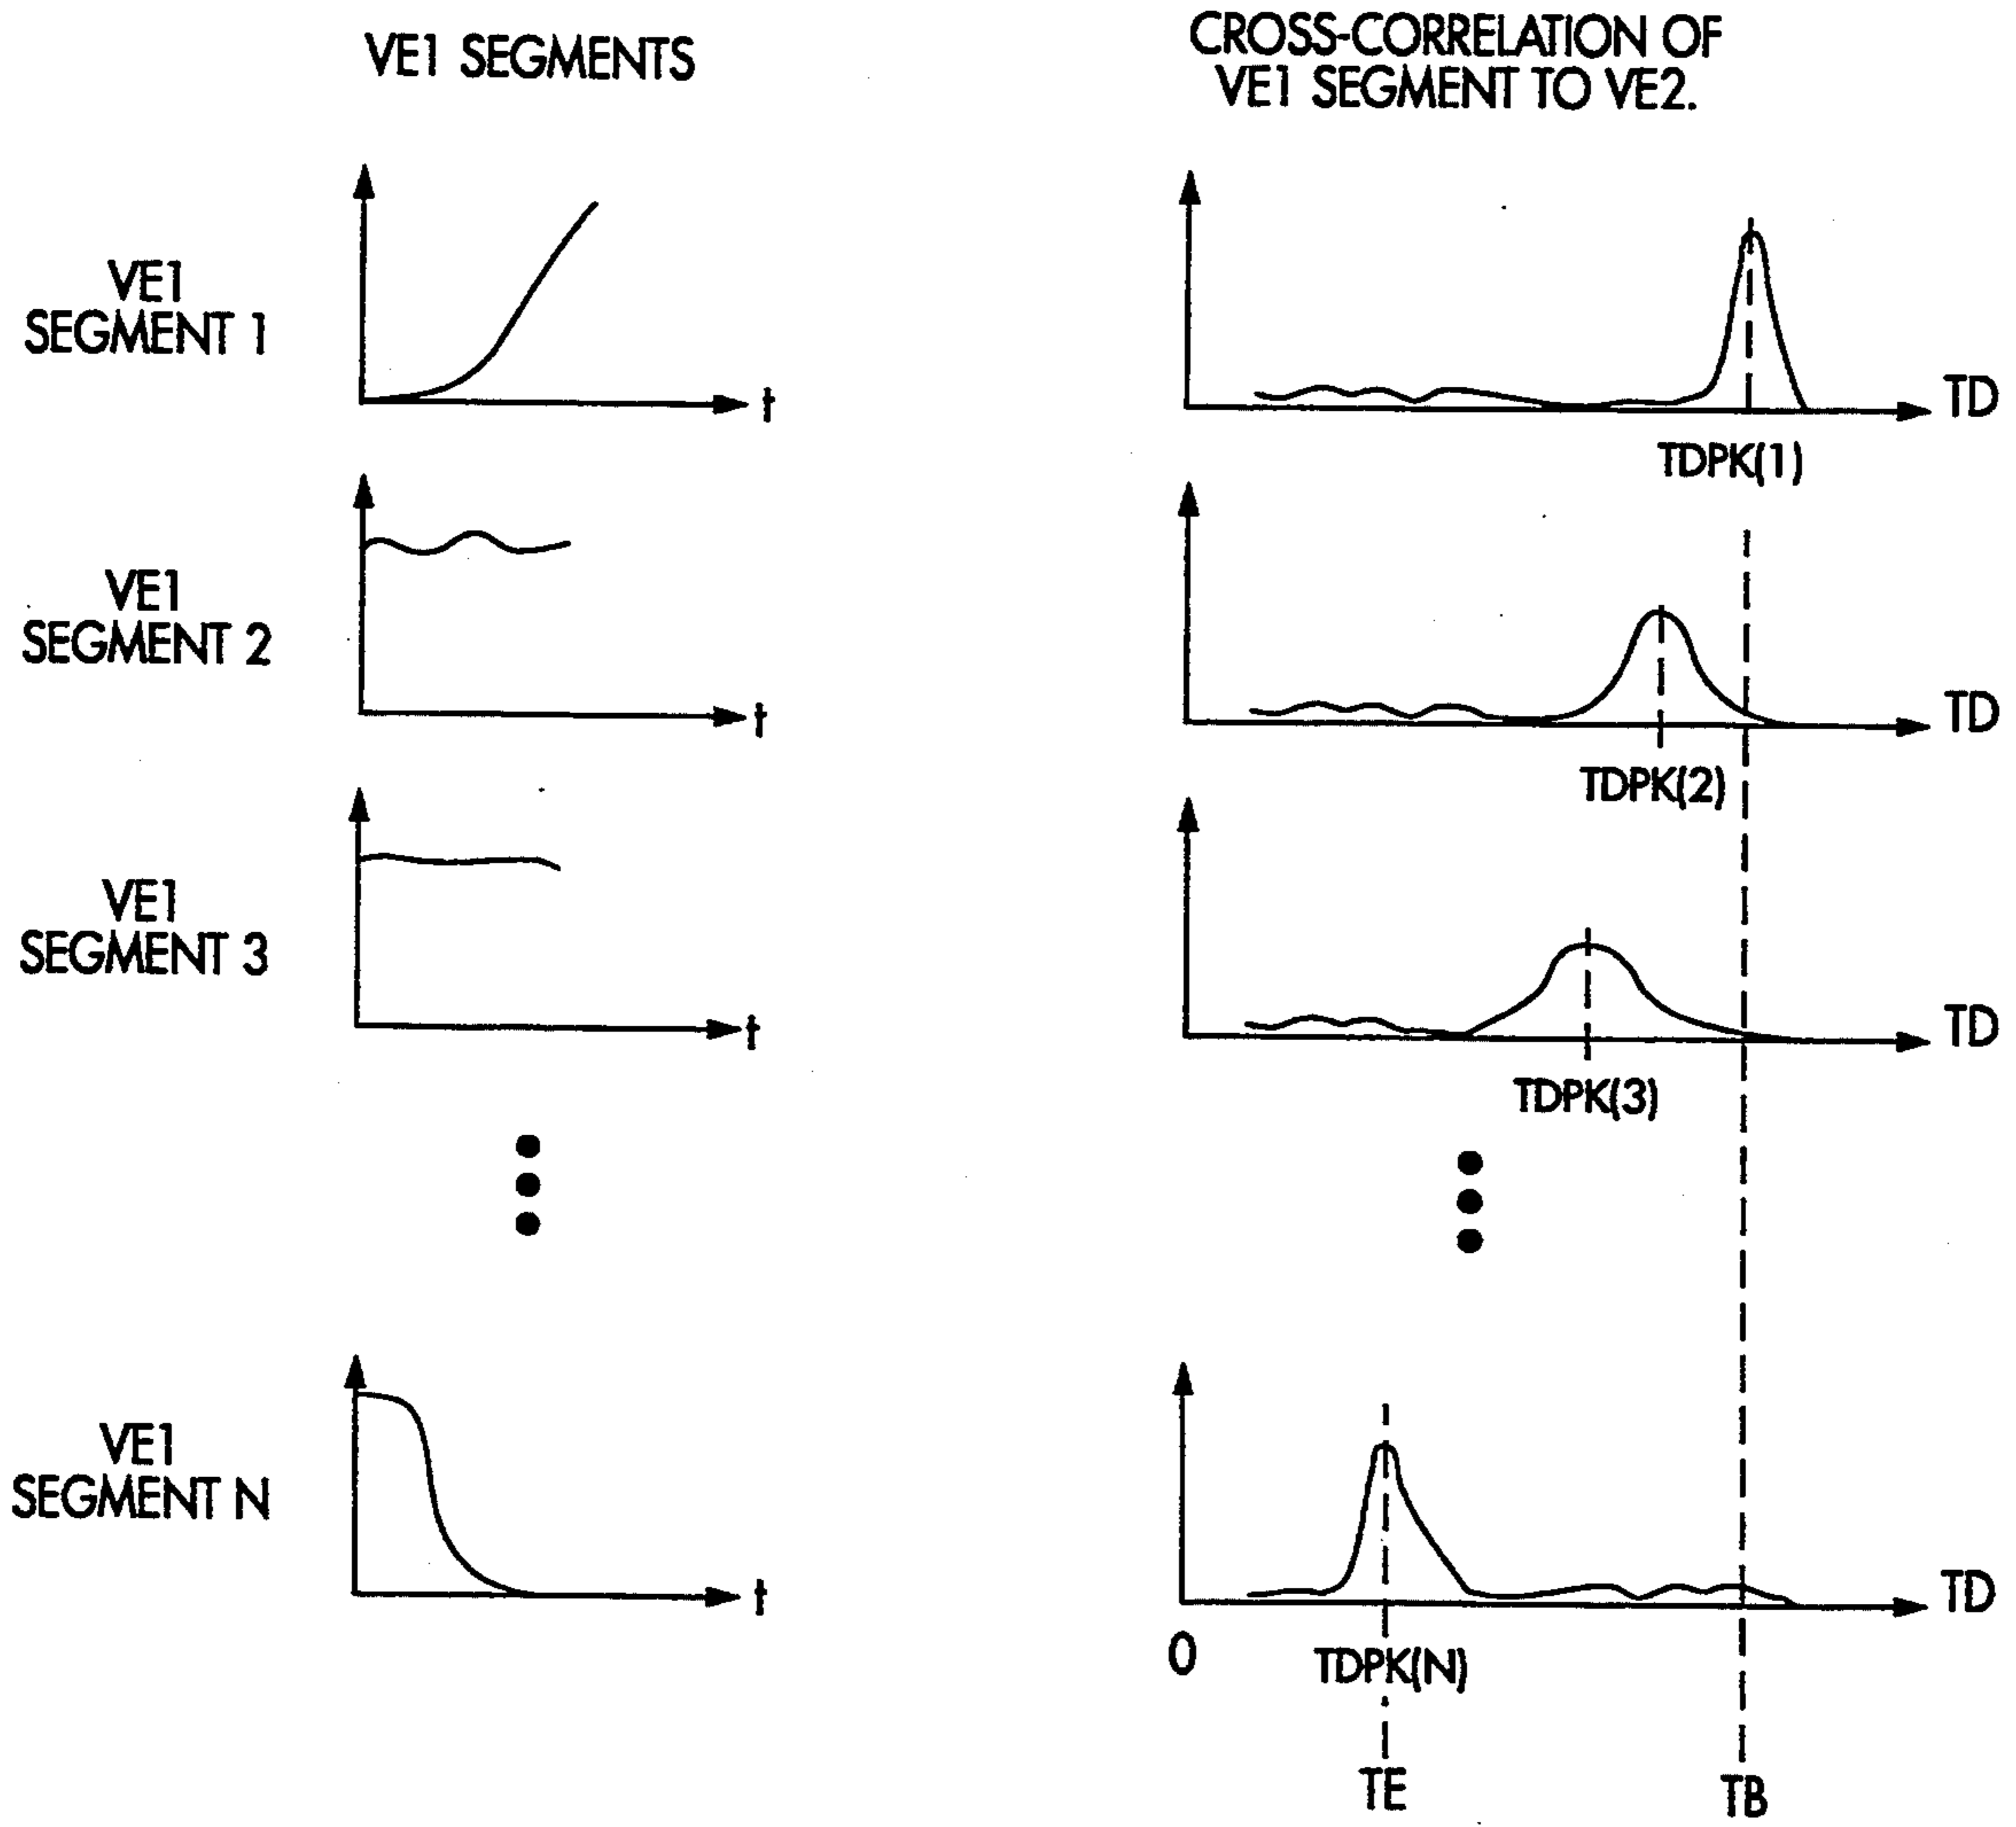 VE1 SEGMENTS
CROSS-CORRELATION OF
VE1 SEGMENT TO VE2.
VE1
SEGMENT 1
t
TD
TDPK(1)
VE1
SEGMENT 2
t
TD
TDPK(2)
VE1
SEGMENT 3
t
TD
TDPK(3)
VE1
SEGMENT N
t
TD
0
TDPK(N)
TE
TB